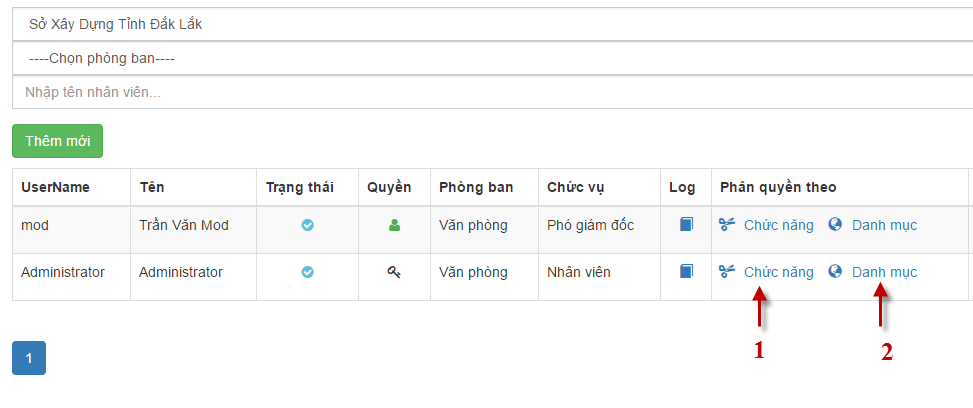 Sở Xây Dựng Tỉnh Đắk Lắk
----Chọn phòng ban----
Nhập tên nhân viên...
Thêm mới
UserName Tên Trạng thái Quyền Phòng ban Chức vụ Log Phân quyền theo
mod Trần Văn Mod Văn phòng Phó giám đốc Chức năng Danh mục
Administrator Administrator Văn phòng Nhân viên Chức năng Danh mục
1 2
1